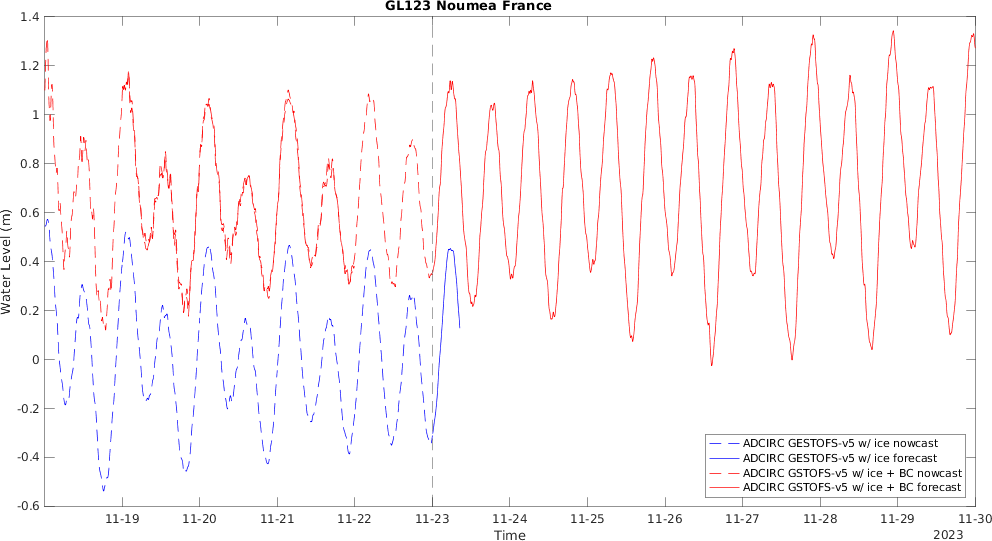 GL123 Noumea France
1.4
1.2
1
0.8
0.6
0.4
0.2
0
-0.2
-0.4
-0.6
Water Level (m)
ADCIRC GESTOFS-v5 w/ ice nowcast
ADCIRC GESTOFS-v5 w/ ice forecast
ADCIRC GSTOFS-v5 w/ ice + BC nowcast
ADCIRC GSTOFS-v5 w/ ice + BC forecast
11-19 11-20 11-21 11-22 11-23 11-24 11-25 11-26 11-27 11-28 11-29 11-30
Time
2023